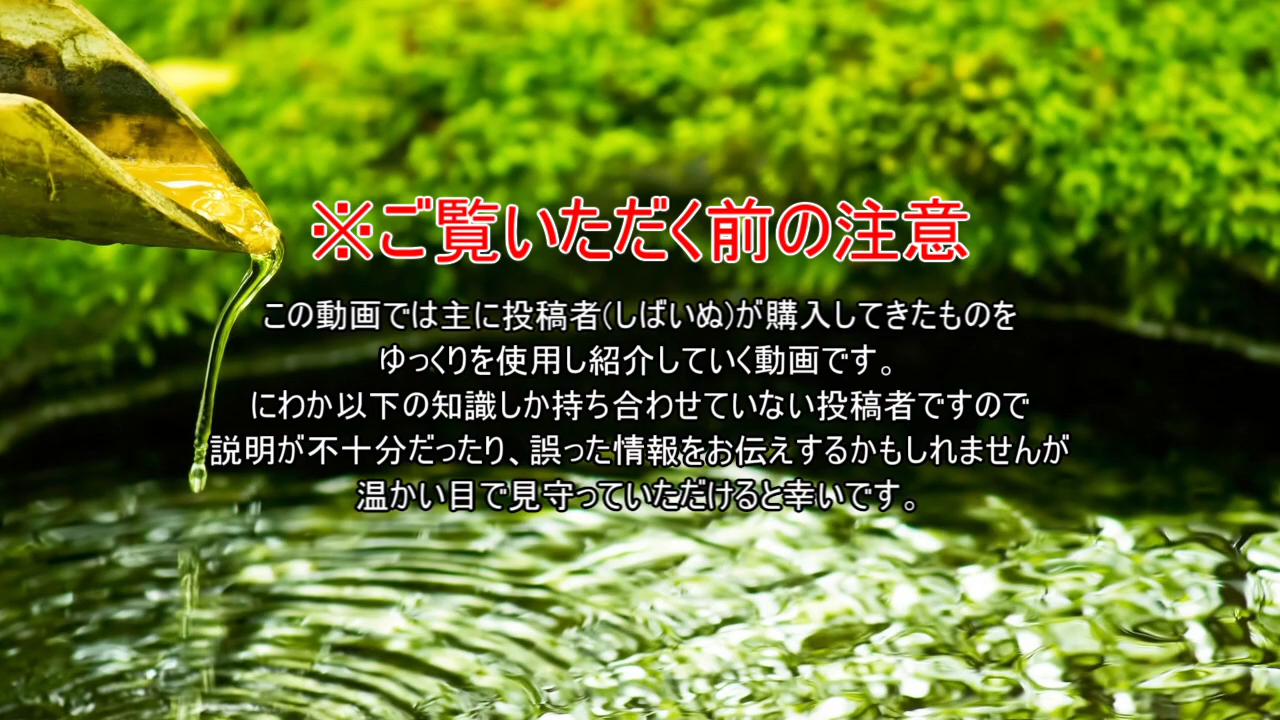 ※ご覧いただく前の注意
この動画では主に投稿者(しばいぬ)が購入してきたものを
ゆっくりを使用し紹介していく動画です。
にわか以下の知識しか持ち合わせていない投稿者ですので
説明が不十分だったり、誤った情報をお伝えするかもしれませんが
温かい目で見守っていただけると幸いです。